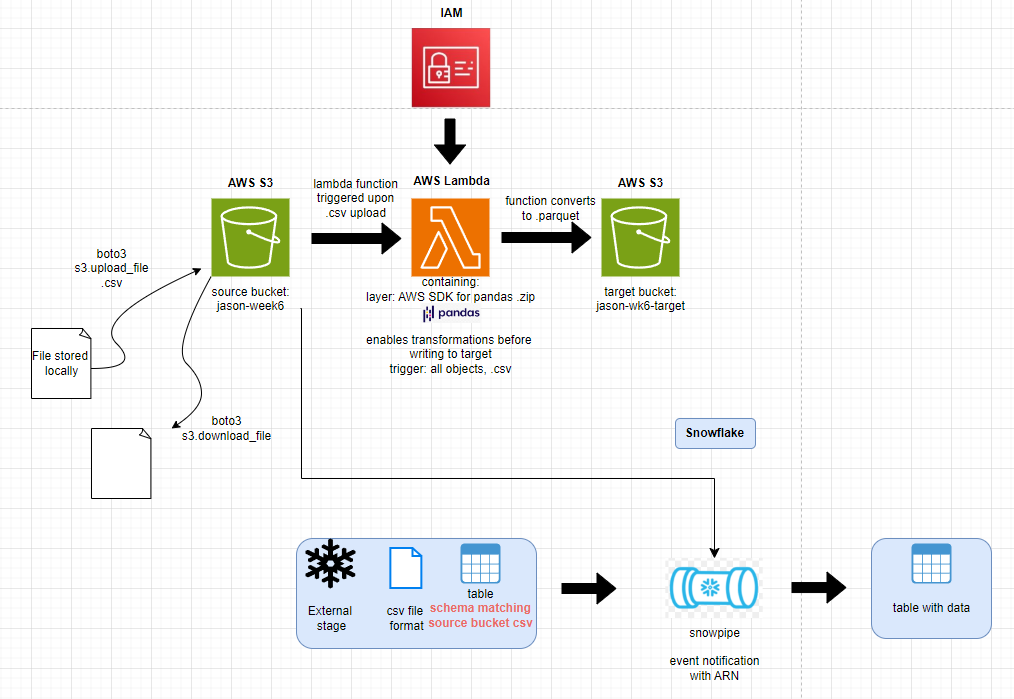 IAM
AWS S3
lambda function
triggered upon
.csv upload
AWS Lambda
function converts
to .parquet
AWS S3
boto3
s3.upload_file
.csv
source bucket:
jason-week6
containing:
layer: AWS SDK for pandas .zip
pandas
enables transformations before
writing to target
trigger: all objects, .csv
target bucket:
jason-wk6-target
File stored
locally
boto3
s3.download_file
Snowflake
External
stage
csv file
format
table
schema matching
source bucket csv
snowpipe
event notification
with ARN
table with data